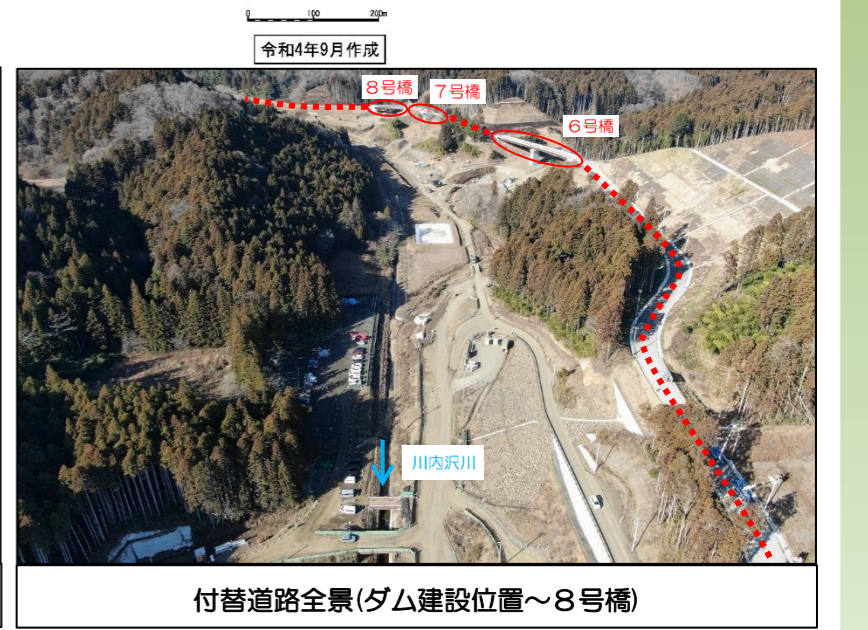 0 100 200m
令和4年9月作成
8号橋
7号橋
6号橋
川内沢川
付替道路全景(ダム建設位置～8号橋)